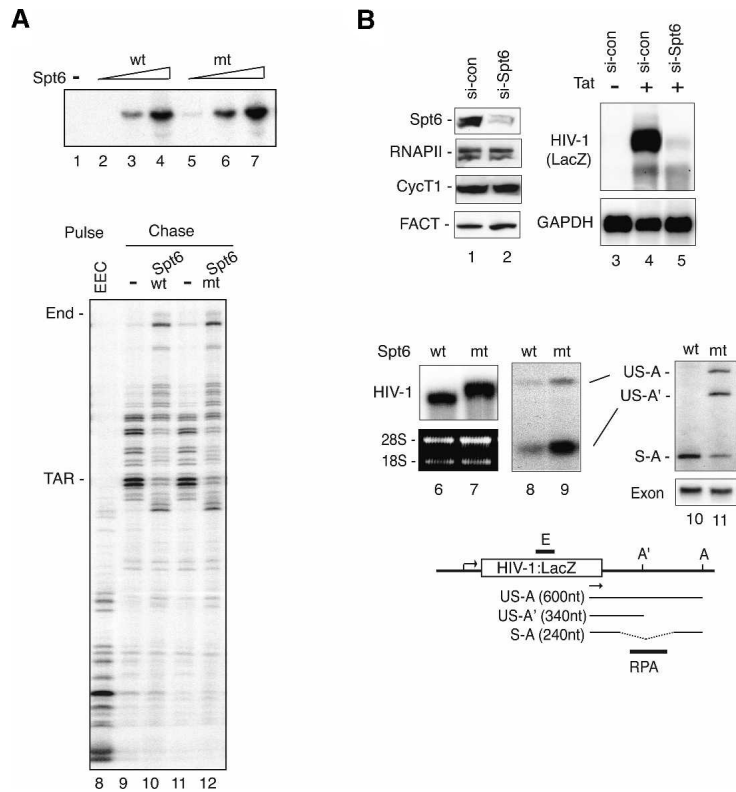 A
wt mt
Spt6
-
1 2 3 4 5 6 7
Pulse Chase
EEC - Spt6 wt - Spt6 mt
End -
TAR -
8 9 10 11 12
B
si-con si-Spt6
Spt6 -
RNAPII -
CycT1 -
FACT -
1 2
si-con si-con si-Spt6
Tat - + +
HIV-1
(LacZ)
GAPDH
3 4 5
Spt6 wt mt wt mt wt mt
HIV-1
28S -
18S -
6 7 8 9
US-A -
US-A' -
S-A -
Exon
10 11
E
A' A
HIV-1:LacZ
US-A (600nt)
US-A' (340nt)
S-A (240nt)
RPA